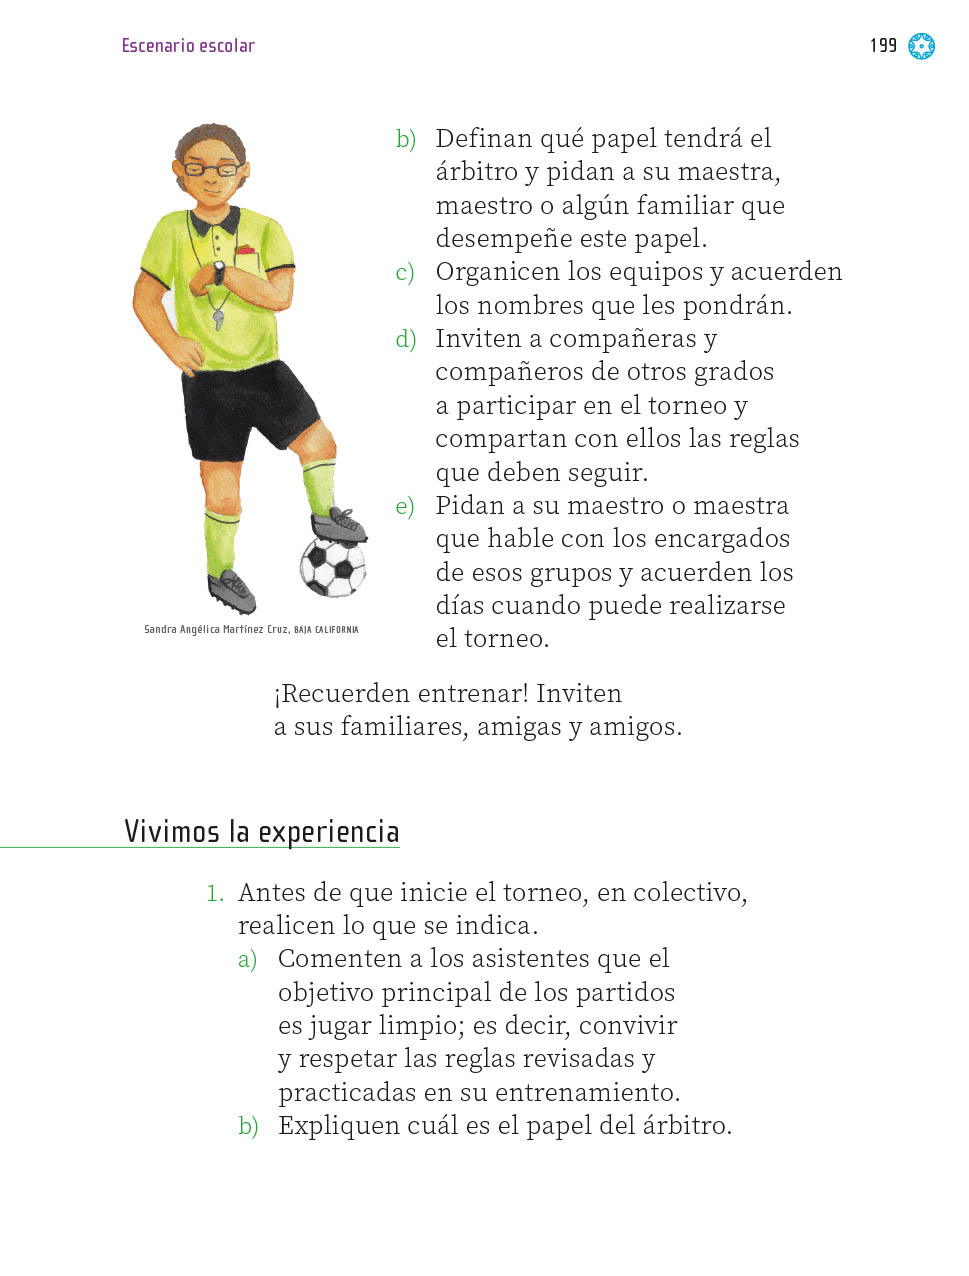 Escenario escolar
199
b) Definan qué papel tendrá el
árbitro y pidan a su maestra,
maestro o algún familiar que
desempeñe este papel.
c) Organicen los equipos y acuerden
los nombres que les pondrán.
d) Inviten a compañeras y
compañeros de otros grados
a participar en el torneo y
compartan con ellos las reglas
que deben seguir.
e) Pidan a su maestro o maestra
que hable con los encargados
de esos grupos y acuerden los
días cuando puede realizarse
el torneo.
Sandra Angélica Martínez Cruz, BAJA CALIFORNIA
¡Recuerden entrenar! Inviten
a sus familiares, amigas y amigos.
Vivimos la experiencia
1. Antes de que inicie el torneo, en colectivo,
realicen lo que se indica.
a) Comenten a los asistentes que el
objetivo principal de los partidos
es jugar limpio; es decir, convivir
y respetar las reglas revisadas y
practicadas en su entrenamiento.
b) Expliquen cuál es el papel del árbitro.